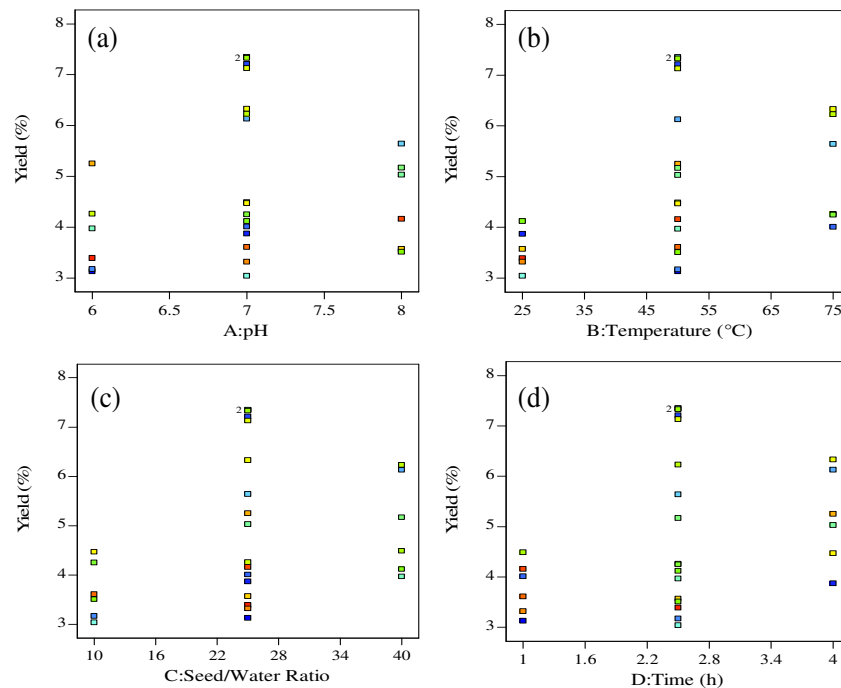 (a)
8
7
6
5
4
3
2
Yield (%)
6 6.5 7 7.5 8
A:pH
(b)
8
7
6
5
4
3
2
Yield (%)
25 35 45 55 65 75
B:Temperature (°C)
(c)
8
7
6
5
4
3
2
Yield (%)
10 16 22 28 34 40
C:Seed/Water Ratio
(d)
8
7
6
5
4
3
2
Yield (%)
1 1.6 2.2 2.8 3.4 4
D:Time (h)